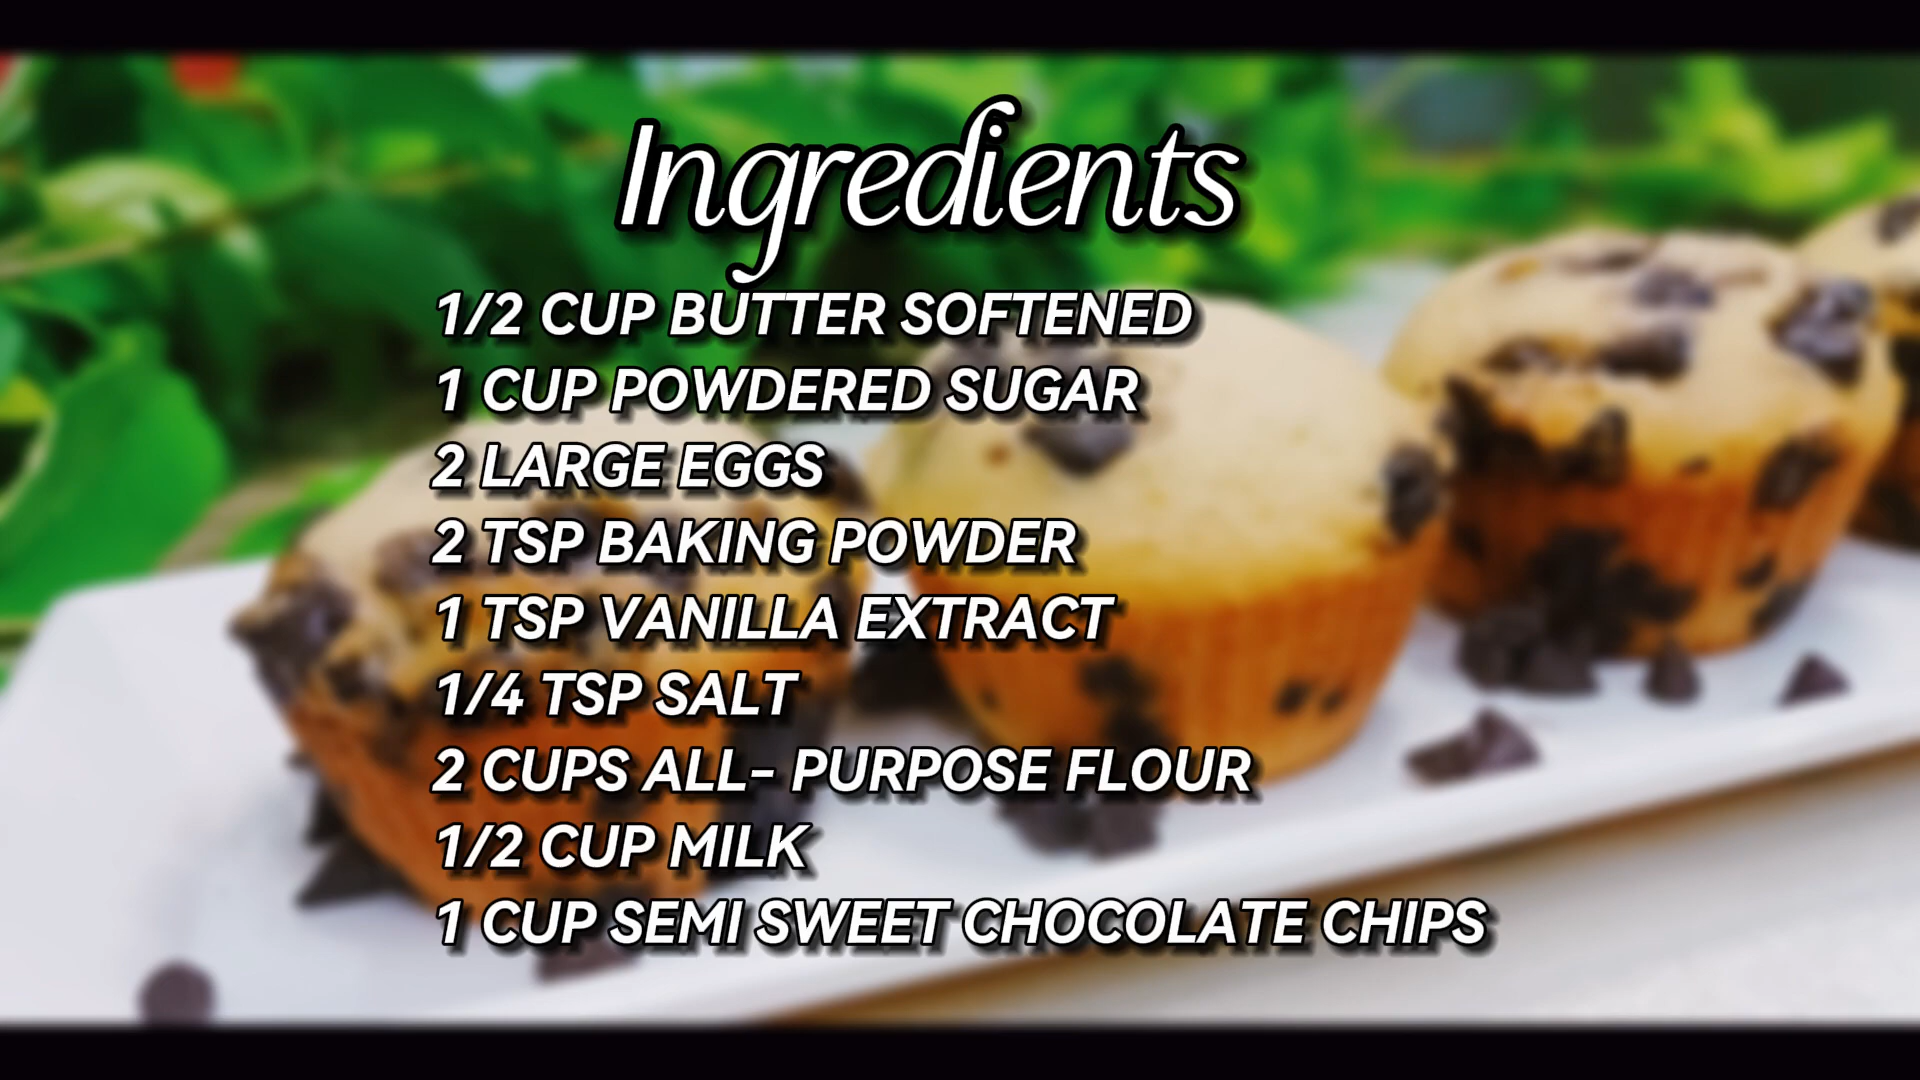 Ingredients
1/2 CUP BUTTER SOFTENED
1 CUP POWDERED SUGAR
2 LARGE EGGS
2 TSP BAKING POWDER
1 TSP VANILLA EXTRACT
1/4 TSP SALT
2 CUPS ALL- PURPOSE FLOUR
1/2 CUP MILK
1 CUP SEMI SWEET CHOCOLATE CHIPS